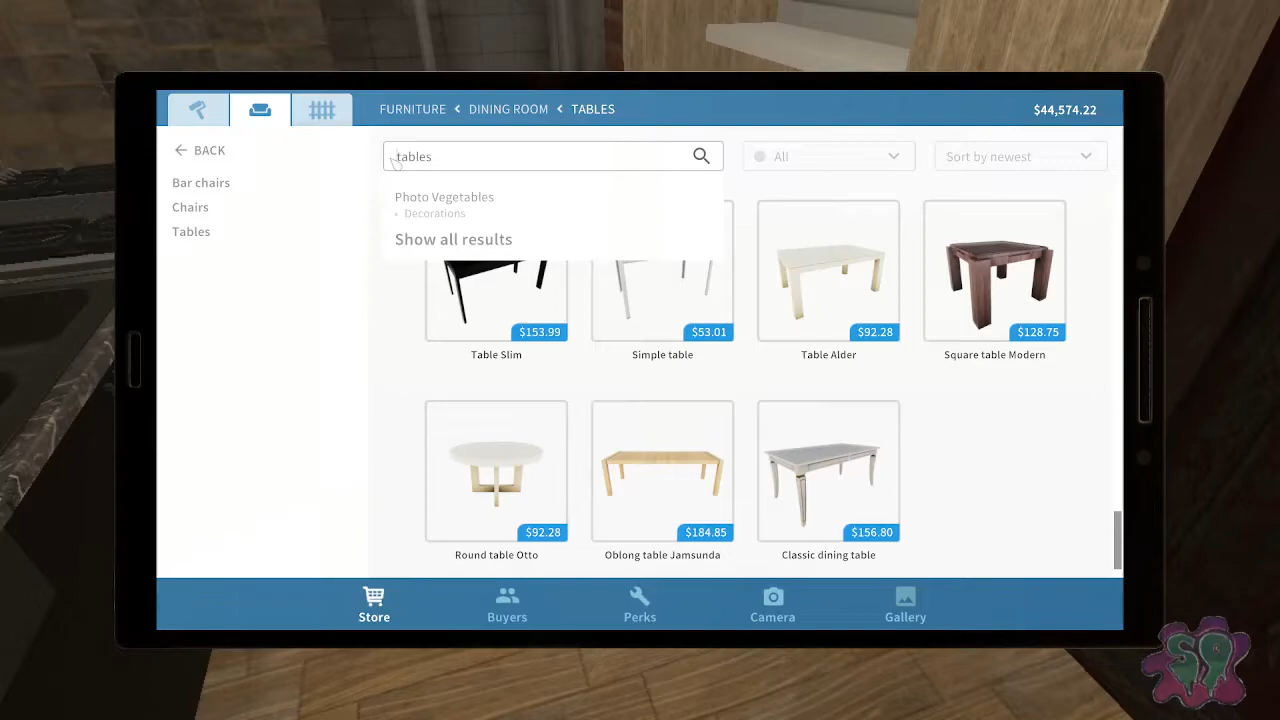 FURNITURE < DINING ROOM < TABLES
$44,574.22
BACK
Bar chairs
Chairs
Tables
tables
All
Sort by newest
Photo Vegetables
• Decorations
Show all results
$153.99
$53.01
$92.28
$128.75
Table Slim
Simple table
Table Alder
Square table Modern
$92.28
$184.85
$156.80
Round table Otto
Oblong table Jamsunda
Classic dining table
Store
Buyers
Perks
Camera
Gallery